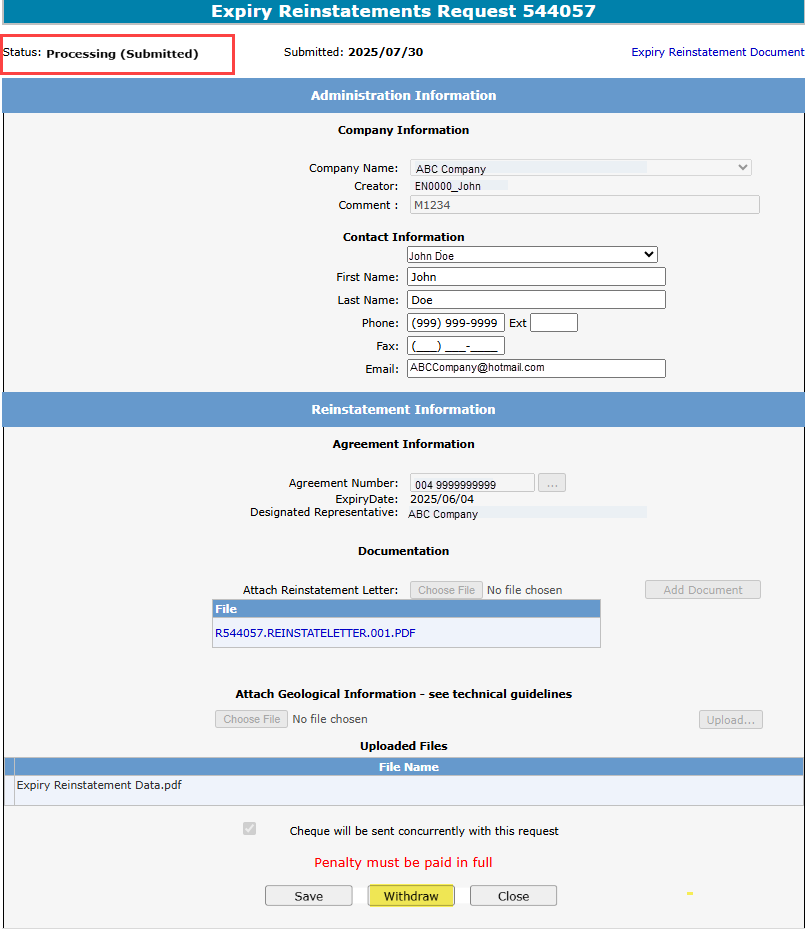 Expiry Reinstatements Request 544057
Status: Processing (Submitted) Submitted: 2025/07/30 Expiry Reinstatement Document
Administration Information
Company Information
Company Name: ABC Company
Creator: EN0000_John
Comment : M1234
Contact Information
John Doe
First Name: John
Last Name: Doe
Phone: (999) 999-9999 Ext
Fax: (___) ___-____
Email: ABCCompany@hotmail.com
Reinstatement Information
Agreement Information
Agreement Number: 004 9999999999 ...
ExpiryDate: 2025/06/04
Designated Representative: ABC Company
Documentation
Attach Reinstatement Letter: Choose File No file chosen Add Document
File
R544057.REINSTATELETTER.001.PDF
Attach Geological Information - see technical guidelines
Choose File No file chosen Upload...
Uploaded Files
File Name
Expiry Reinstatement Data.pdf
Cheque will be sent concurrently with this request
Penalty must be paid in full
Save Withdraw Close